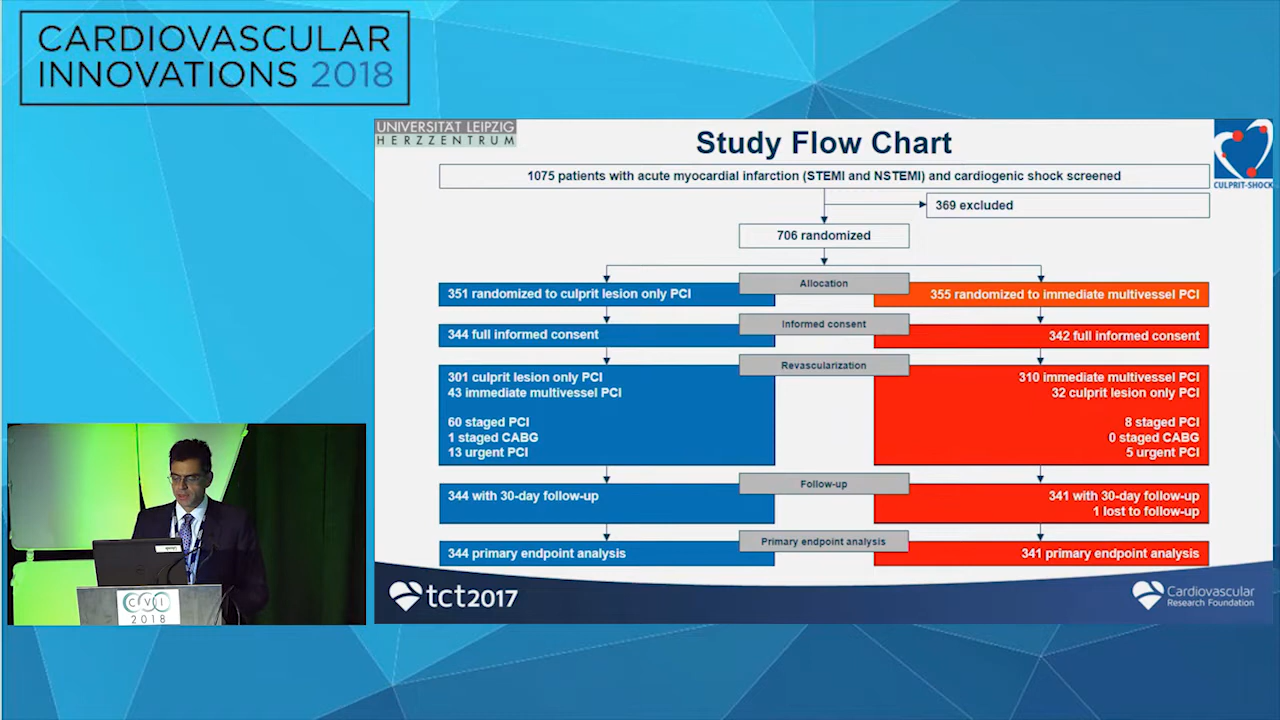 CARDIOVASCULAR
INNOVATIONS 2018
UNIVERSITÄT LEIPZIG
HERZZENTRUM
Study Flow Chart
CULPRIT-SHOCK
1075 patients with acute myocardial infarction (STEMI and NSTEMI) and cardiogenic shock screened
369 excluded
706 randomized
Allocation
351 randomized to culprit lesion only PCI
355 randomized to immediate multivessel PCI
Informed consent
344 full informed consent
342 full informed consent
Revascularization
301 culprit lesion only PCI
43 immediate multivessel PCI
60 staged PCI
1 staged CABG
13 urgent PCI
310 immediate multivessel PCI
32 culprit lesion only PCI
8 staged PCI
0 staged CABG
5 urgent PCI
Follow-up
344 with 30-day follow-up
341 with 30-day follow-up
1 lost to follow-up
Primary endpoint analysis
344 primary endpoint analysis
341 primary endpoint analysis
tct2017
Cardiovascular
Research Foundation
CVI
2018